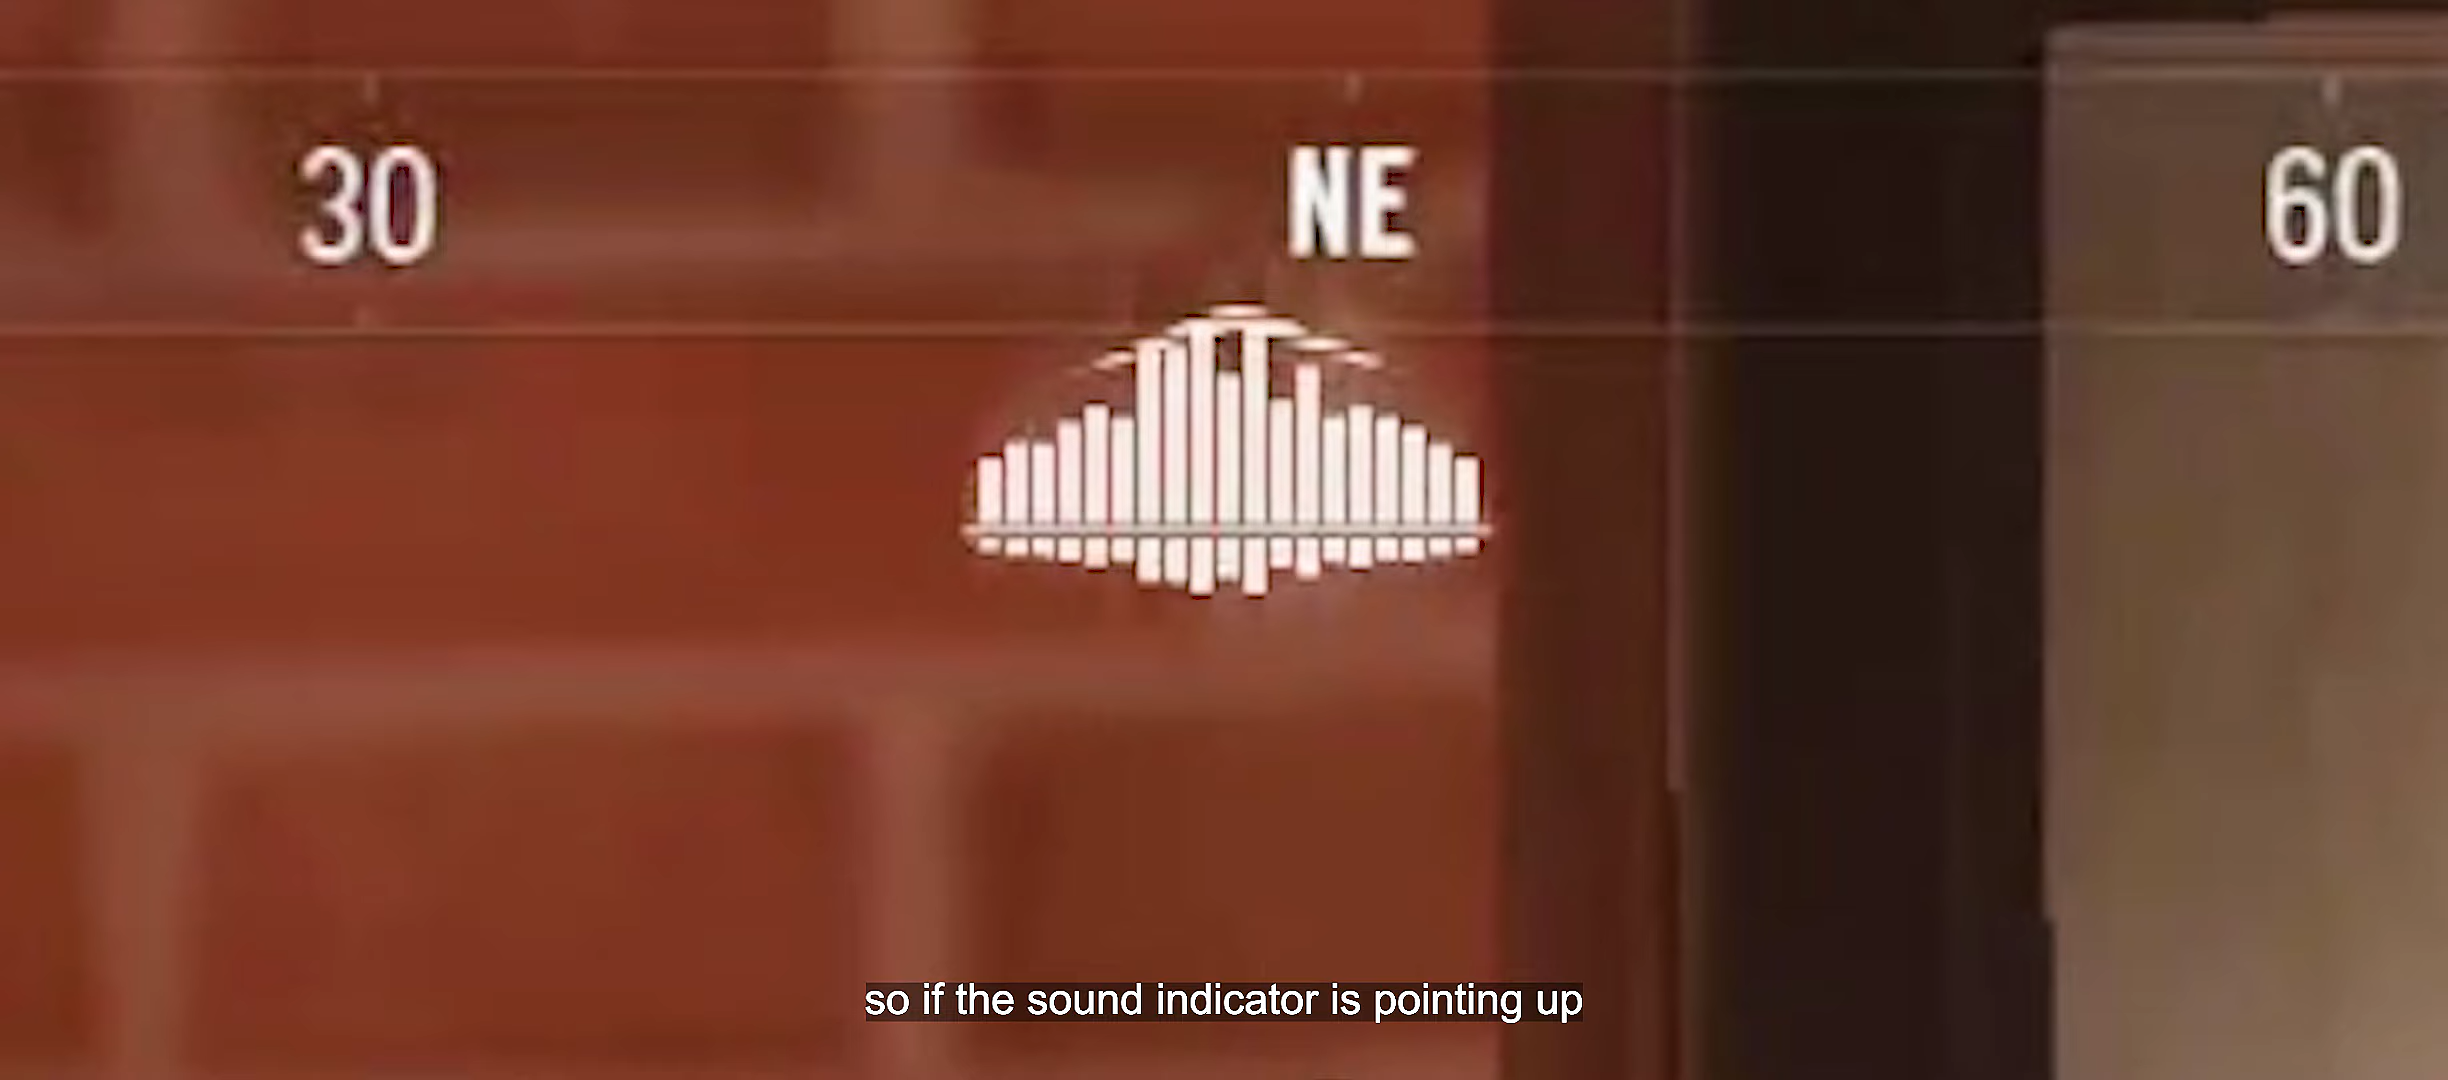 30 NE 60
so if the sound indicator is pointing up